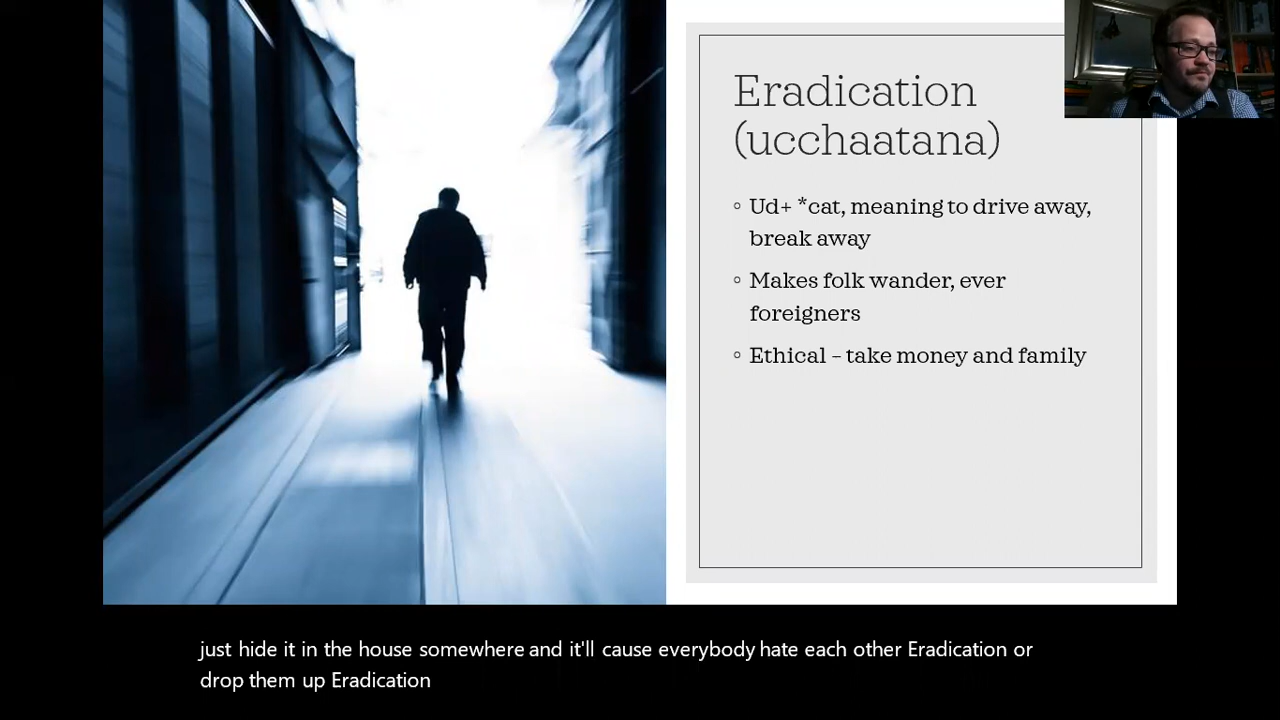 Eradication
(ucchaatana)
◦ Ud+ *cat, meaning to drive away,
break away
◦ Makes folk wander, ever
foreigners
◦ Ethical – take money and family
just hide it in the house somewhere and it'll cause everybody hate each other Eradication or
drop them up Eradication